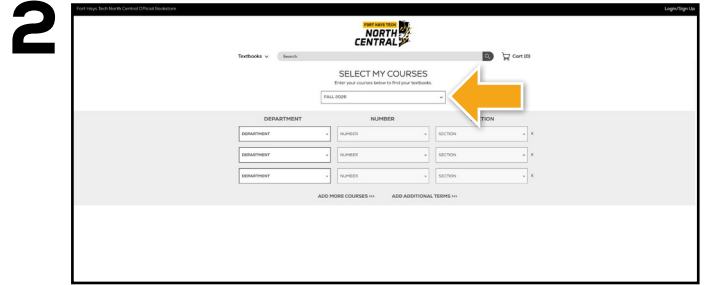 2
Fort Hays Tech North Central Official Bookstore
Login/Sign Up
FORT HAYS TECH
NORTH
CENTRAL
Textbooks
Search
Cart (0)
SELECT MY COURSES
Enter your courses below to find your textbooks.
FALL 2026
DEPARTMENT NUMBER TION
DEPARTMENT NUMBER SECTION X
DEPARTMENT NUMBER SECTION X
DEPARTMENT NUMBER SECTION X
ADD MORE COURSES >>> ADD ADDITIONAL TERMS >>>